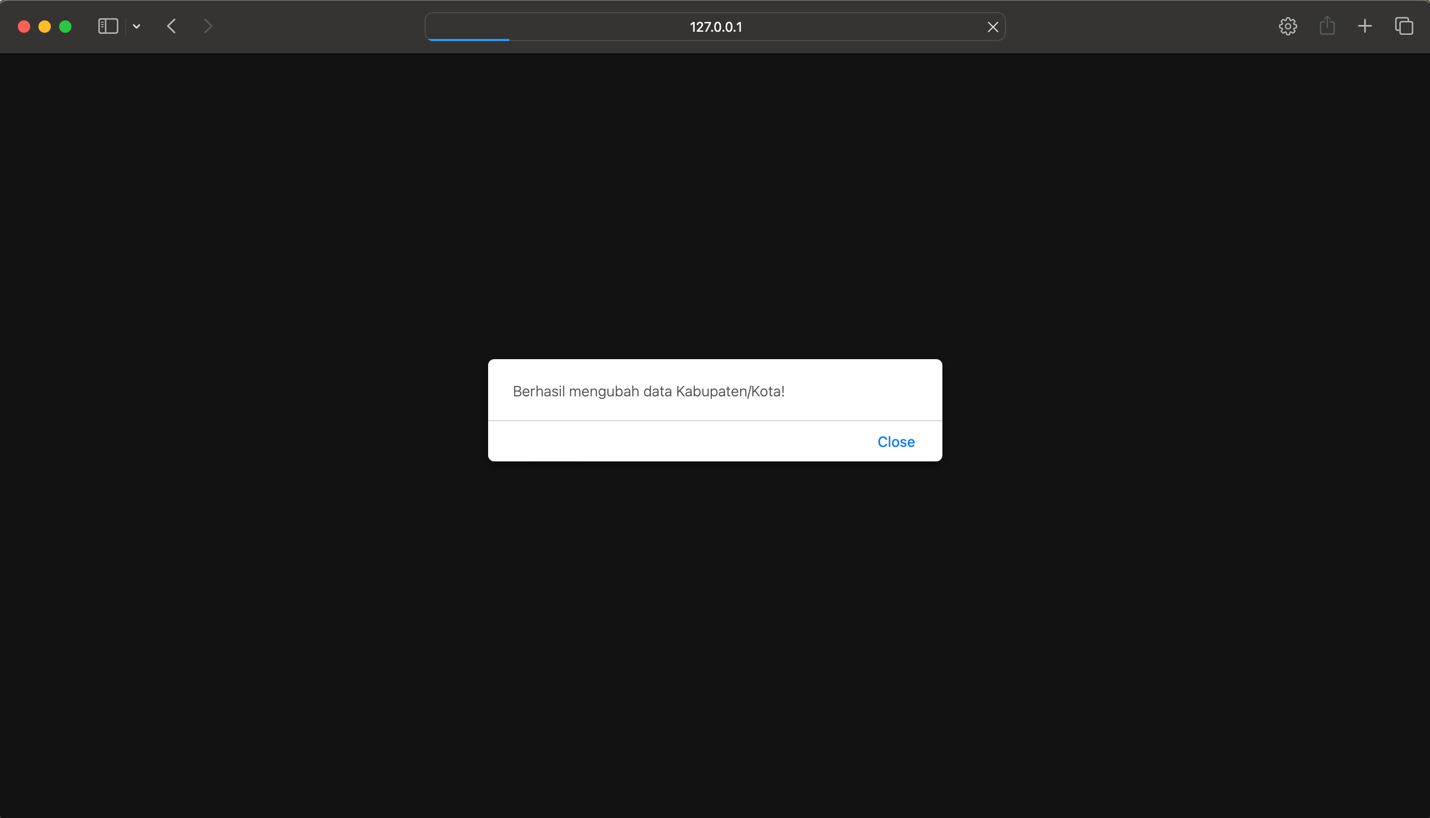 127.0.0.1
Berhasil mengubah data Kabupaten/Kota!
Close